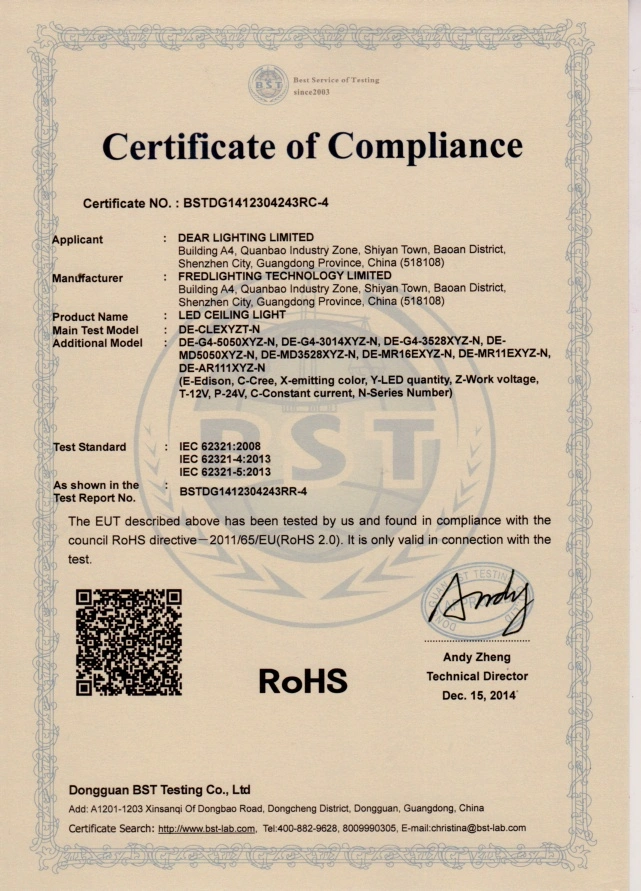 BST
Best Service of Testing
since2003
Certificate of Compliance
Certificate NO. : BSTDG1412304243RC-4
Applicant : DEAR LIGHTING LIMITED
Building A4, Quanbao Industry Zone, Shiyan Town, Baoan District,
Shenzhen City, Guangdong Province, China (518108)
Manufacturer : FREDLIGHTING TECHNOLOGY LIMITED
Building A4, Quanbao Industry Zone, Shiyan Town, Baoan District,
Shenzhen City, Guangdong Province, China (518108)
Product Name : LED CEILING LIGHT
Main Test Model : DE-CLEXYZT-N
Additional Model : DE-G4-5050XYZ-N, DE-G4-3014XYZ-N, DE-G4-3528XYZ-N, DE-
MD5050XYZ-N, DE-MD3528XYZ-N, DE-MR16EXYZ-N, DE-MR11EXYZ-N,
DE-AR111XYZ-N
(E-Edison, C-Cree, X-emitting color, Y-LED quantity, Z-Work voltage,
T-12V, P-24V, C-Constant current, N-Series Number)
BST
Test Standard : IEC 62321:2008
IEC 62321-4:2013
IEC 62321-5:2013
As shown in the :
Test Report No. BSTDG1412304243RR-4
The EUT described above has been tested by us and found in compliance with the
council RoHS directive—2011/65/EU(RoHS 2.0). It is only valid in connection with the
test.
Andy
RoHS
Andy Zheng
Technical Director
Dec. 15, 2014
Dongguan BST Testing Co., Ltd
Add: A1201-1203 Xinsanqi Of Dongbao Road, Dongcheng District, Dongguan, Guangdong, China
Certificate Search: http://www.bst-lab.com, Tel:400-882-9628, 8009990305, E-mail:christina@bst-lab.com